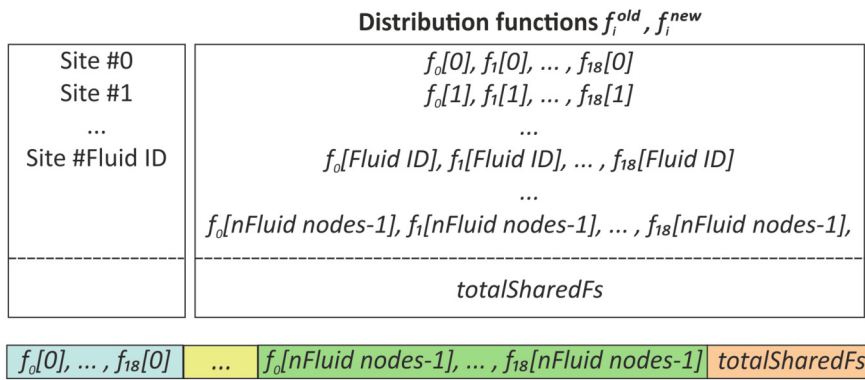 Distribution functions f_i^old, f_i^new
Site #0 f_0[0], f_1[0], ... , f_18[0]
Site #1 f_0[1], f_1[1], ... , f_18[1]
... ...
Site #Fluid ID f_0[Fluid ID], f_1[Fluid ID], ... , f_18[Fluid ID]
...
f_0[nFluid nodes-1], f_1[nFluid nodes-1], ... , f_18[nFluid nodes-1],
totalSharedFs
f_0[0], ... , f_18[0] ... f_0[nFluid nodes-1], ... , f_18[nFluid nodes-1] totalSharedFs